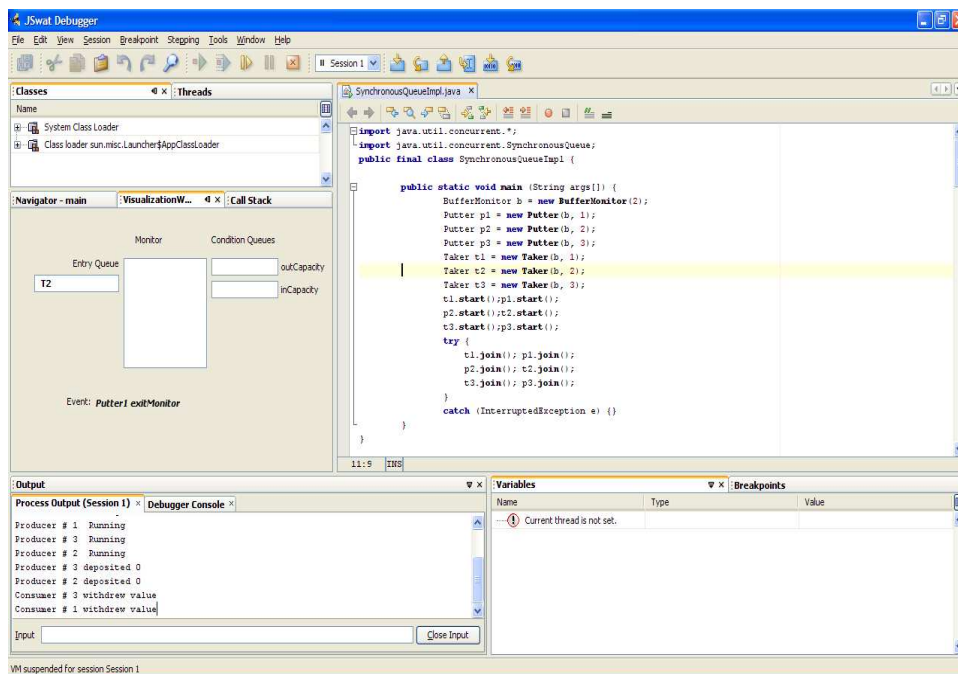 JSwat Debugger
File Edit View Session Breakpoint Stepping Tools Window Help
Session 1
Classes Threads
Name
System Class Loader
Class loader sun.misc.Launcher$AppClassLoader
Navigator - main VisualizationW... Call Stack
Monitor Condition Queues
Entry Queue
outCapacity
T2
inCapacity
Event: Putter1 exitMonitor
SynchronousQueueImpl.java
import java.util.concurrent.*;
import java.util.concurrent.SynchronousQueue;
public final class SynchronousQueueImpl {
public static void main (String args[]) {
BufferMonitor b = new BufferMonitor(2);
Putter p1 = new Putter(b, 1);
Putter p2 = new Putter(b, 2);
Putter p3 = new Putter(b, 3);
Taker t1 = new Taker(b, 1);
Taker t2 = new Taker(b, 2);
Taker t3 = new Taker(b, 3);
t1.start();p1.start();
p2.start();t2.start();
t3.start();p3.start();
try {
t1.join(); p1.join();
p2.join(); t2.join();
t3.join(); p3.join();
}
catch (InterruptedException e) {}
}
}
11:9 INS
Output
Process Output (Session 1) Debugger Console
Producer # 1 Running
Producer # 3 Running
Producer # 2 Running
Producer # 3 deposited 0
Producer # 2 deposited 0
Consumer # 3 withdrew value
Consumer # 1 withdrew value
Input Close Input
Variables Breakpoints
Name Type Value
Current thread is not set.
VM suspended for session Session 1